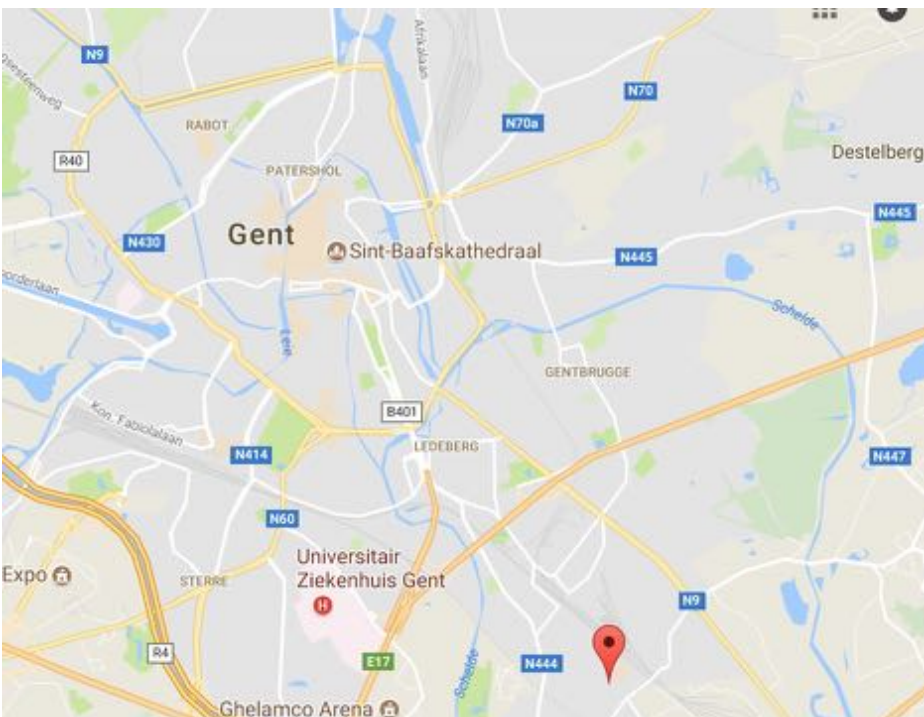 N9
N70
N70a
Afrikalaan
RABOT
R40
PATERSHOL
Destelberg
N445
N430
Gent
Sint-Baafskathedraal
N445
Schelde
Leie
GENTBRUGGE
Kon. Fabiolalaan
B401
LEDEBERG
N414
N447
N60
Universitair
Ziekenhuis Gent
H
Expo
STERRE
N9
R4
E17
N444
Schelde
Ghelamco Arena